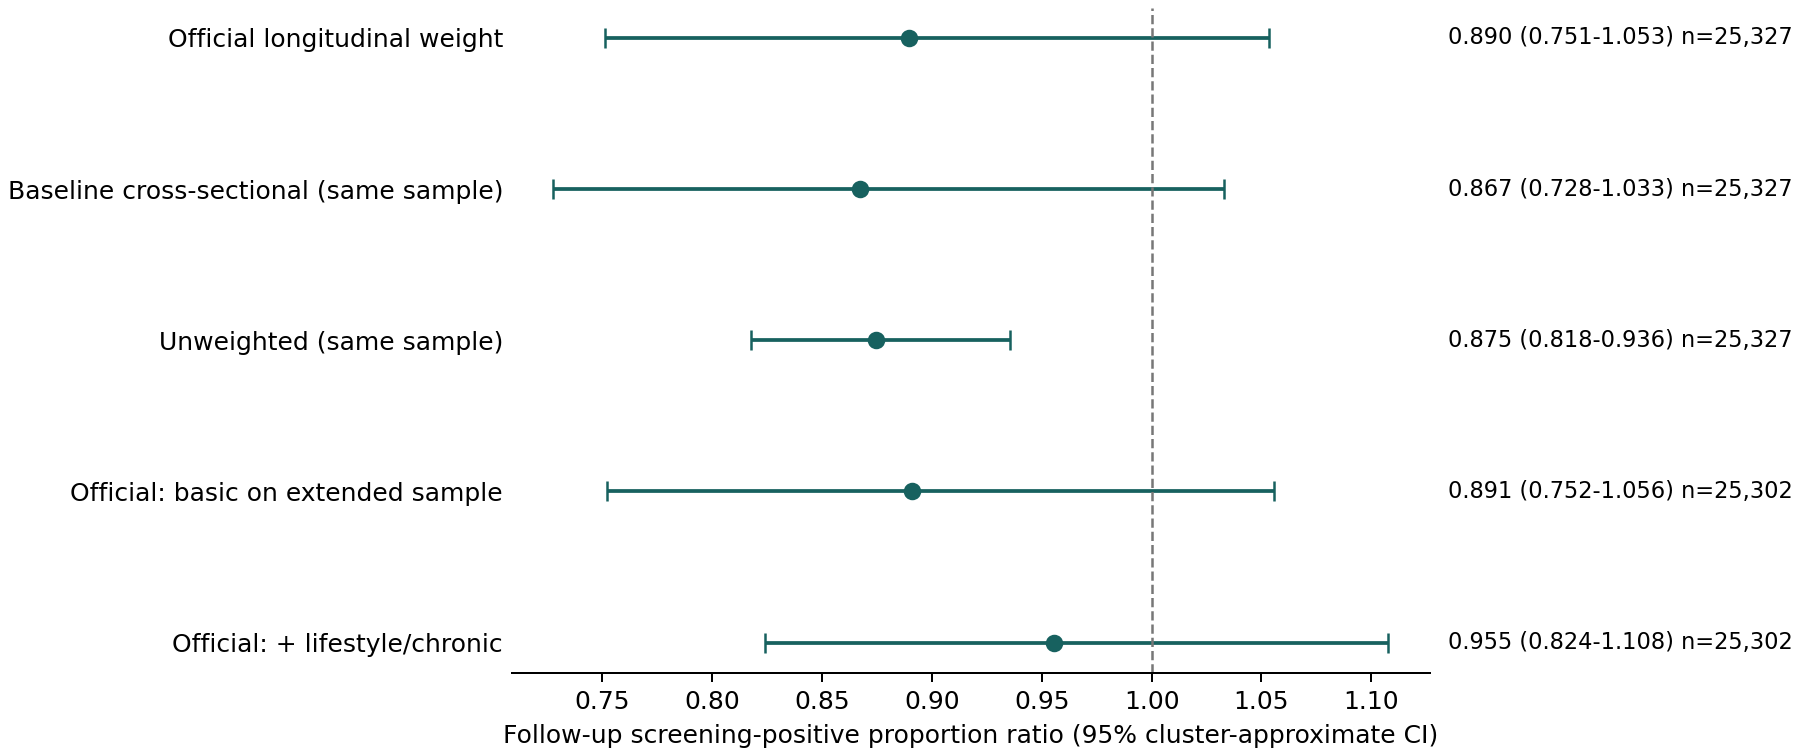 Official longitudinal weight 0.890 (0.751-1.053) n=25,327
Baseline cross-sectional (same sample) 0.867 (0.728-1.033) n=25,327
Unweighted (same sample) 0.875 (0.818-0.936) n=25,327
Official: basic on extended sample 0.891 (0.752-1.056) n=25,302
Official: + lifestyle/chronic 0.955 (0.824-1.108) n=25,302
0.75 0.80 0.85 0.90 0.95 1.00 1.05 1.10
Follow-up screening-positive proportion ratio (95% cluster-approximate CI)